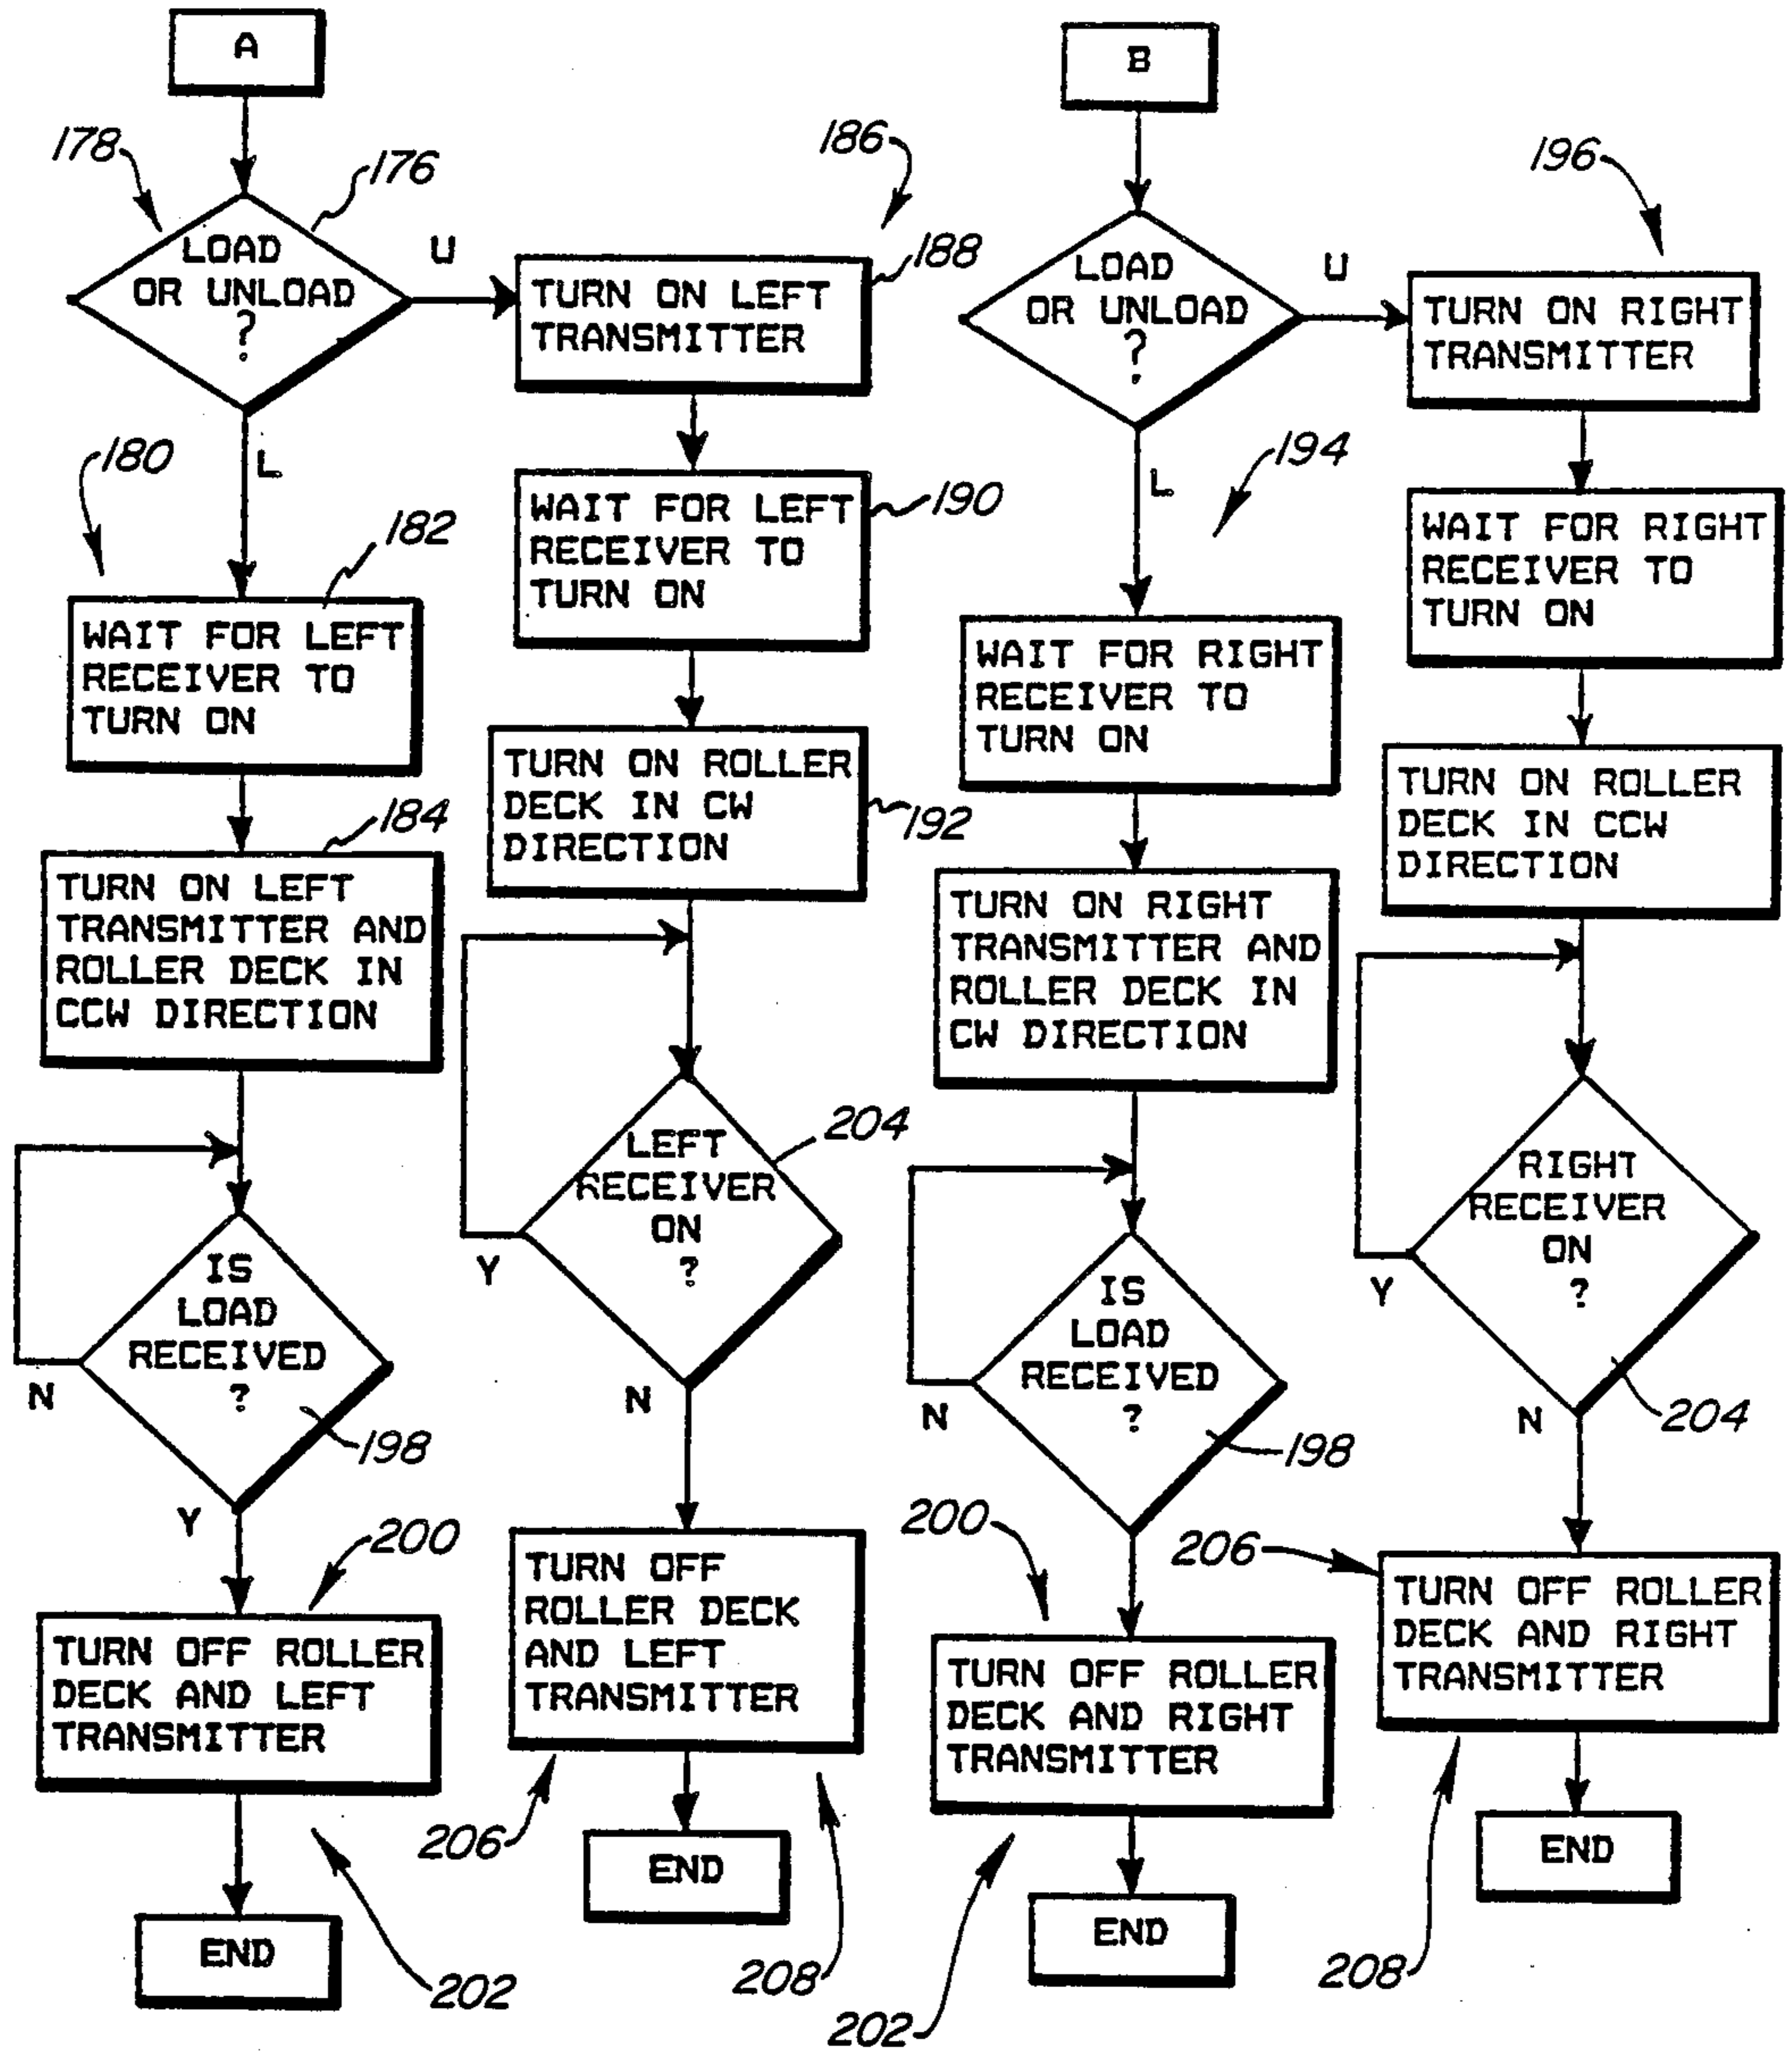 A
178
176
LOAD
OR UNLOAD
?
U
L
180
182
WAIT FOR LEFT
RECEIVER TO
TURN ON
184
TURN ON LEFT
TRANSMITTER AND
ROLLER DECK IN
CCW DIRECTION
IS
LOAD
RECEIVED
?
N
198
Y
200
TURN OFF ROLLER
DECK AND LEFT
TRANSMITTER
END
202
186
188
TURN ON LEFT
TRANSMITTER
190
WAIT FOR LEFT
RECEIVER TO
TURN ON
TURN ON ROLLER
DECK IN CW
DIRECTION
192
204
LEFT
RECEIVER
ON
?
Y
N
TURN OFF
ROLLER DECK
AND LEFT
TRANSMITTER
206
END
208
B
LOAD
OR UNLOAD
?
U
L
194
WAIT FOR RIGHT
RECEIVER TO
TURN ON
TURN ON RIGHT
TRANSMITTER AND
ROLLER DECK IN
CW DIRECTION
IS
LOAD
RECEIVED
?
N
198
200
TURN OFF ROLLER
DECK AND RIGHT
TRANSMITTER
END
202
196
TURN ON RIGHT
TRANSMITTER
WAIT FOR RIGHT
RECEIVER TO
TURN ON
TURN ON ROLLER
DECK IN CCW
DIRECTION
RIGHT
RECEIVER
ON
?
Y
N
204
206
TURN OFF ROLLER
DECK AND RIGHT
TRANSMITTER
END
208